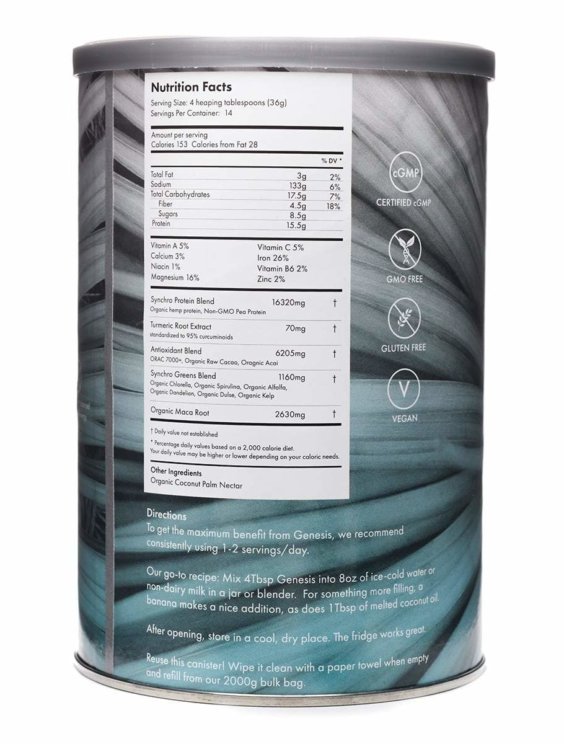 Nutrition Facts
Serving Size: 4 heaping tablespoons (36g)
Servings Per Container: 14
Amount per serving
Calories 153 Calories from Fat 28
% DV *
Total Fat 3g 2%
Sodium 133g 6%
Total Carbohydrates 17.5g 7%
Fiber 4.5g 18%
Sugars 8.5g
Protein 15.5g
Vitamin A 5% Vitamin C 5%
Calcium 3% Iron 26%
Niacin 1% Vitamin B6 2%
Magnesium 16% Zinc 2%
Synchro Protein Blend 16320mg †
Organic hemp protein, Non-GMO Pea Protein
Turmeric Root Extract 70mg †
standardized to 95% curcuminoids
Antioxidant Blend 6205mg †
ORAC 7000+, Organic Raw Cacao, Oragnic Acai
Synchro Greens Blend 1160mg †
Organic Chlorella, Organic Spirulina, Organic Alfalfa,
Organic Dandelion, Organic Dulse, Organic Kelp
Organic Maca Root 2630mg †
† Daily value not established
* Percentage daily values based on a 2,000 calorie diet.
Your daily value may be higher or lower depending on your caloric needs.
Other Ingredients
Organic Coconut Palm Nectar
cGMP
CERTIFIED cGMP
GMO FREE
GLUTEN FREE
V
VEGAN
Directions
To get the maximum benefit from Genesis, we recommend
consistently using 1-2 servings/day.
Our go-to recipe: Mix 4Tbsp Genesis into 8oz of ice-cold water or
non-dairy milk in a jar or blender. For something more filling, a
banana makes a nice addition, as does 1Tbsp of melted coconut oil.
After opening, store in a cool, dry place. The fridge works great.
Reuse this canister! Wipe it clean with a paper towel when empty
and refill from our 2000g bulk bag.